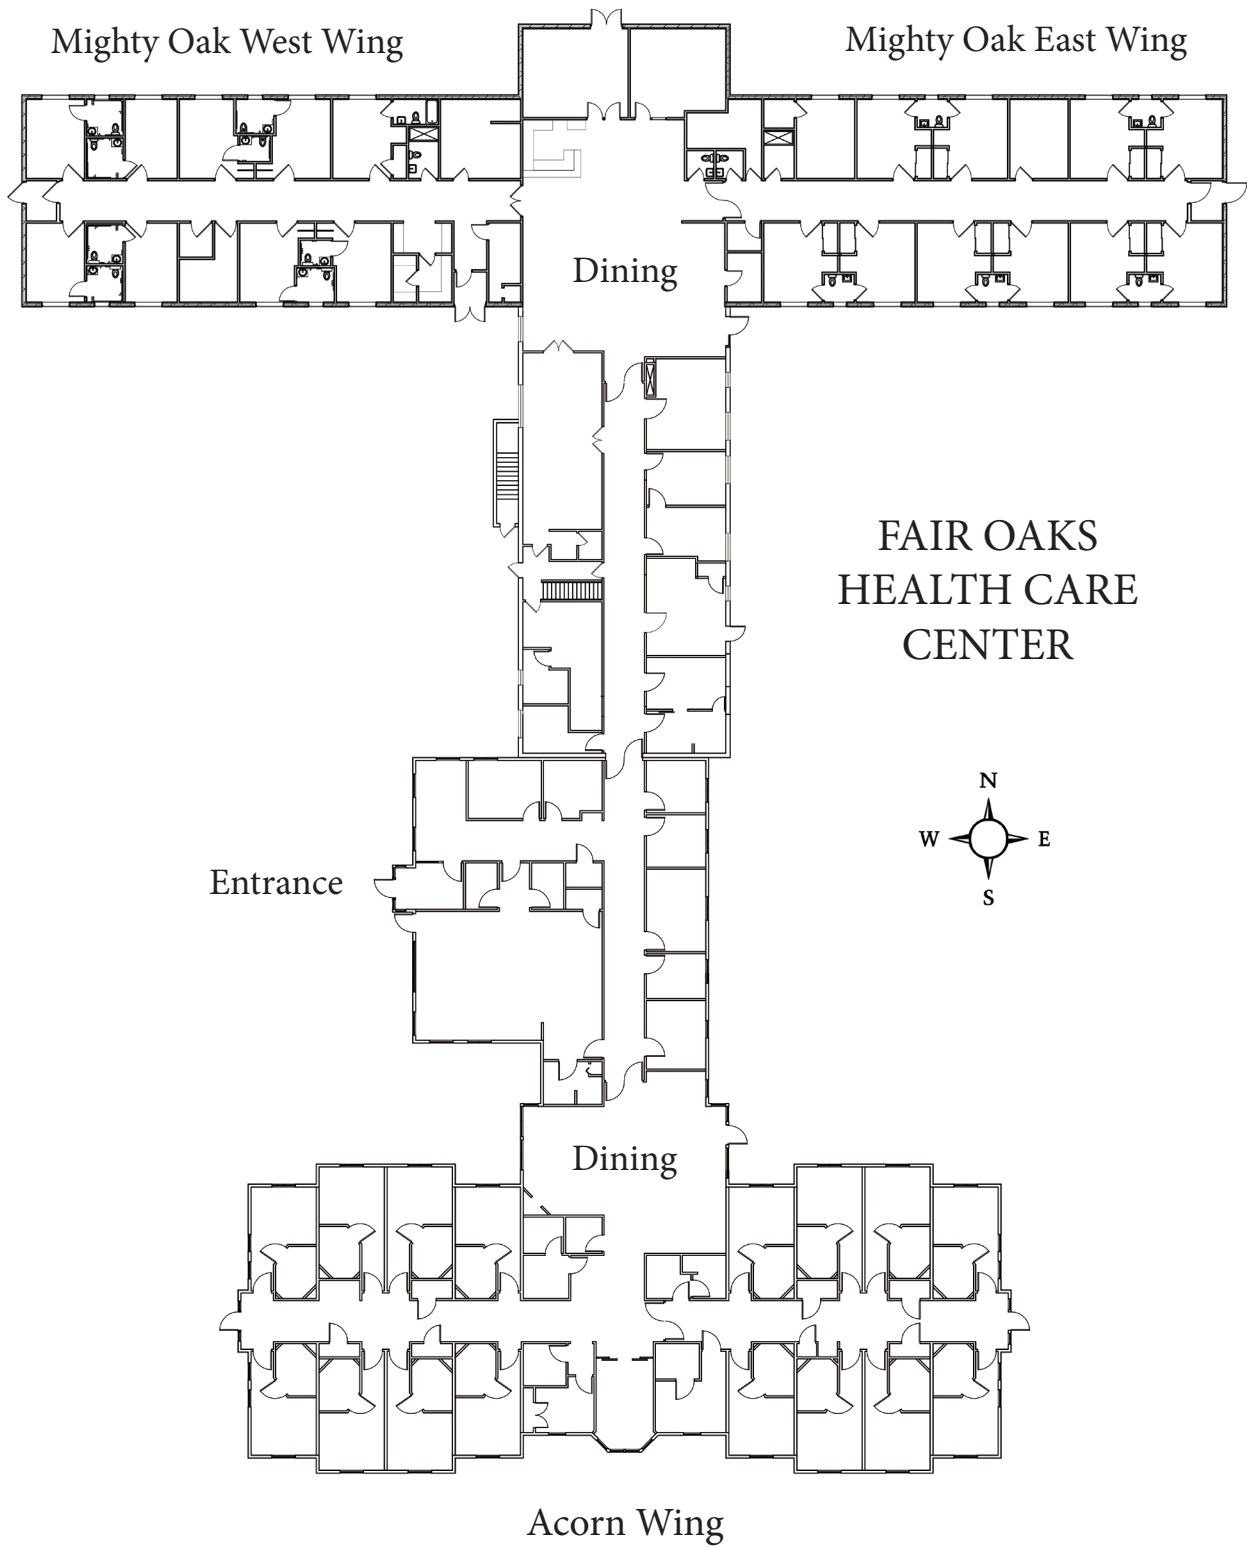 Mighty Oak West Wing
Mighty Oak East Wing
Dining
FAIR OAKS
HEALTH CARE
CENTER
N
W
E
S
Entrance
Dining
Acorn Wing